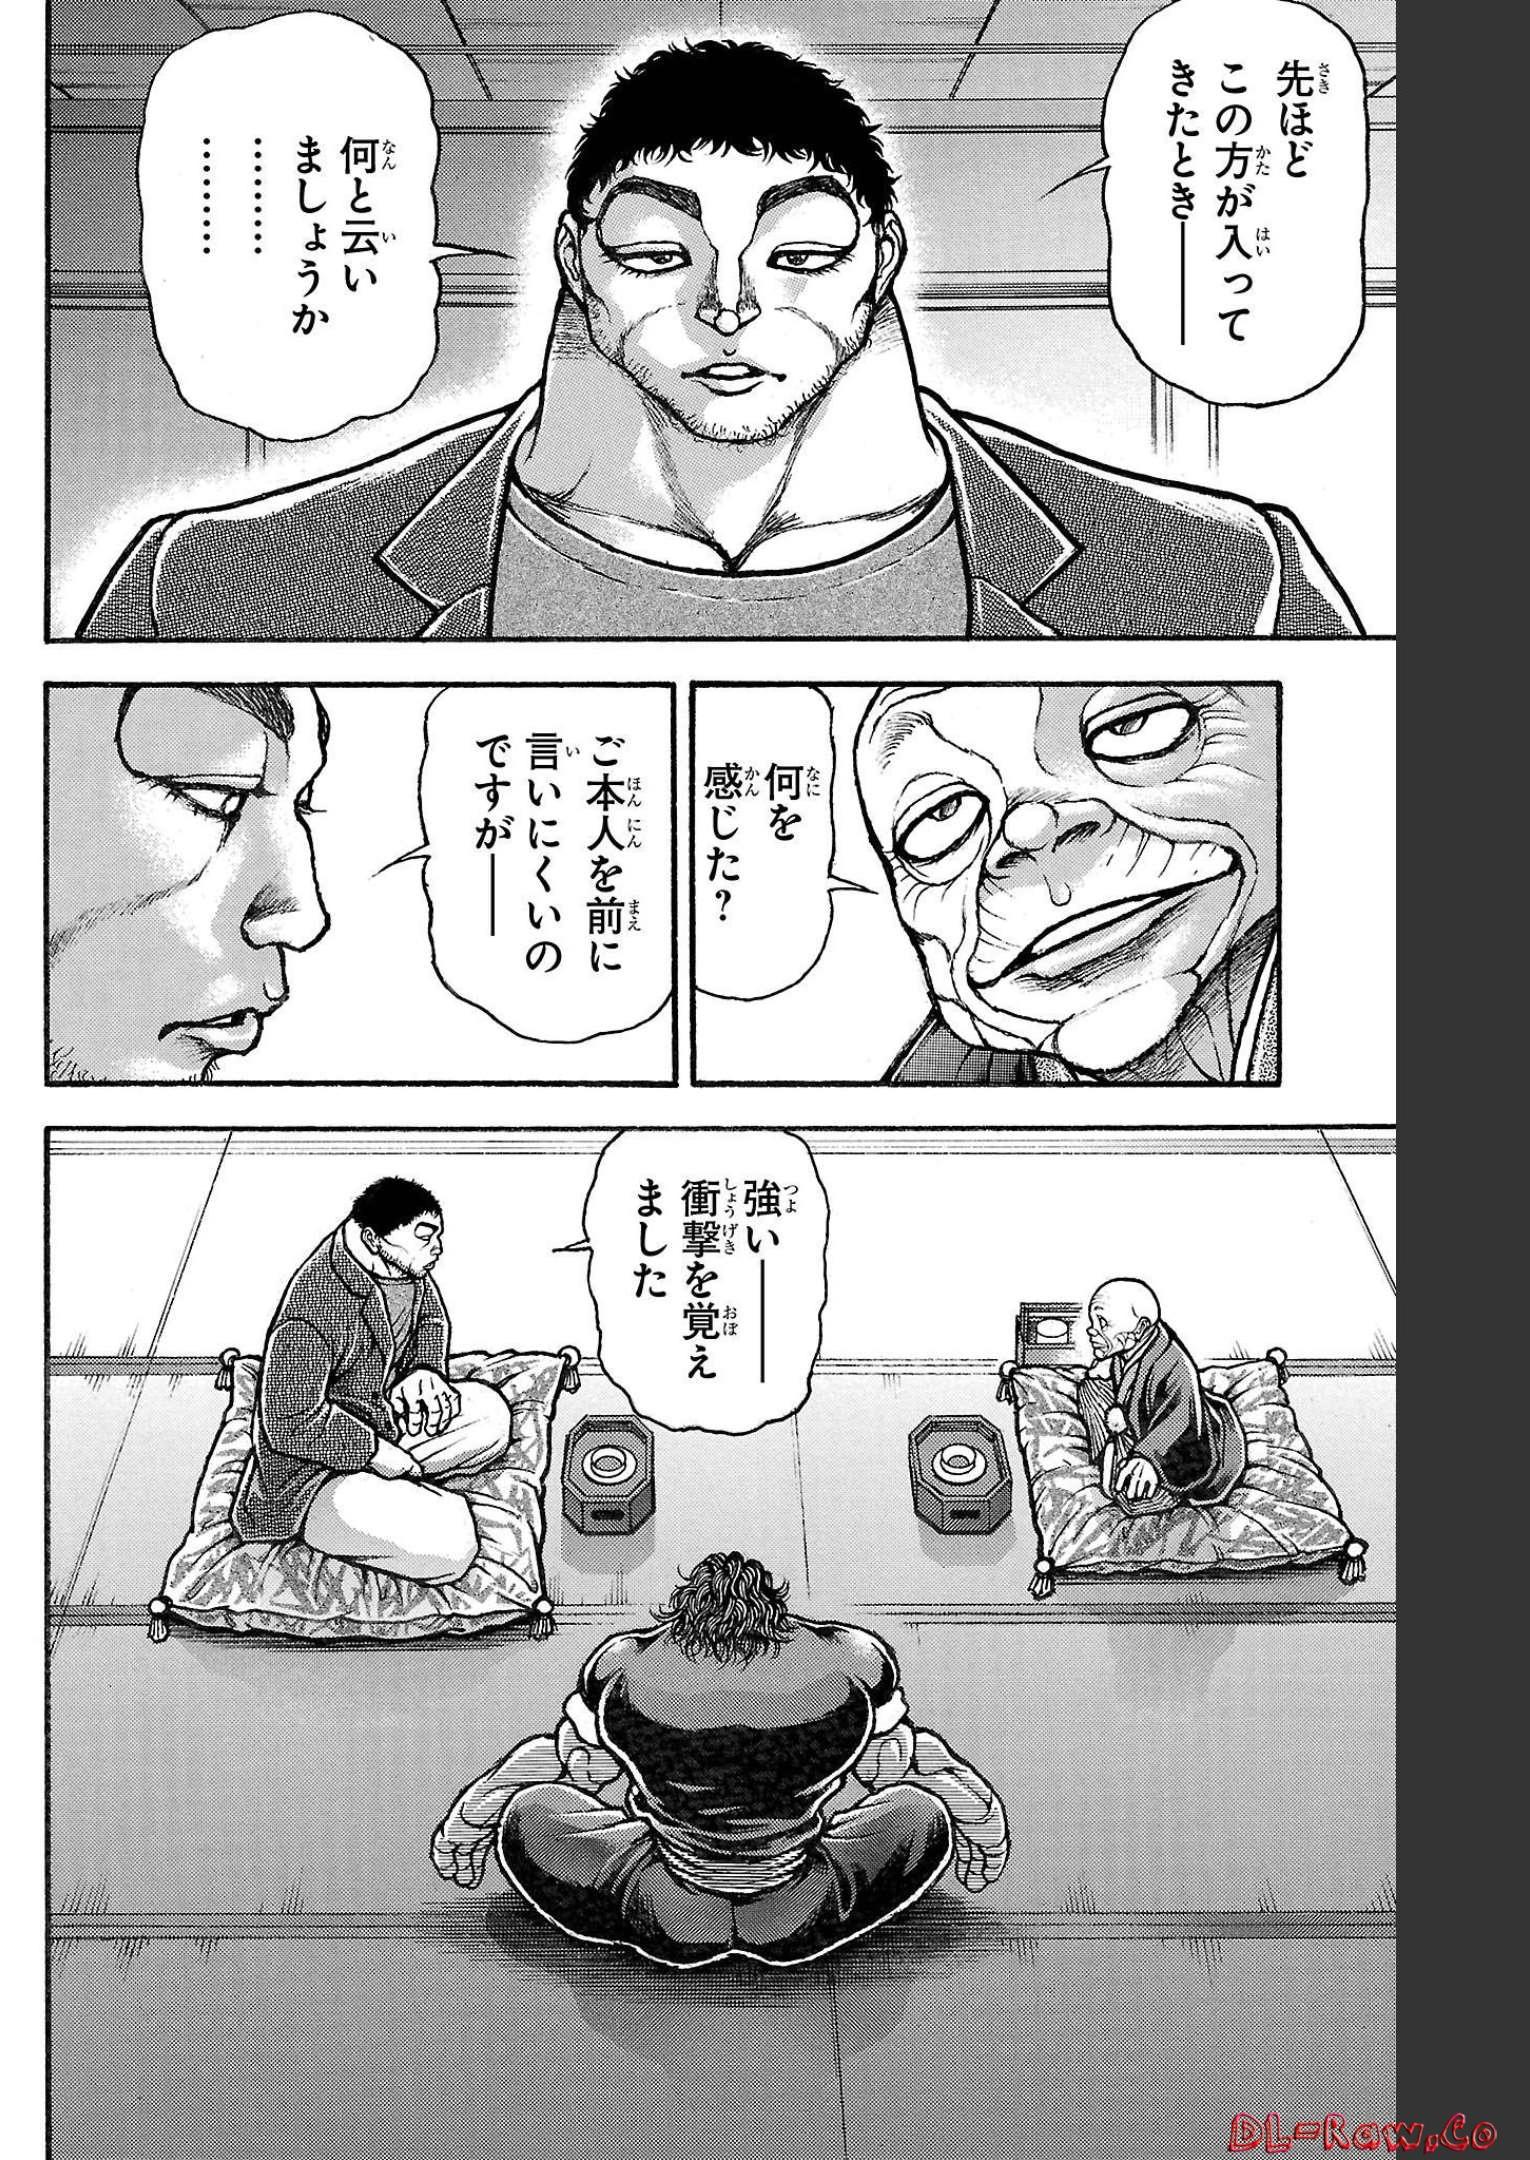 先ほど
この方が入って
きたとき――
何と云い
ましょうか
………
………
何を
感じた?
ご本人を前に
言いにくいの
ですが――
強い――
衝撃を覚え
ました
DL-Raw.Co